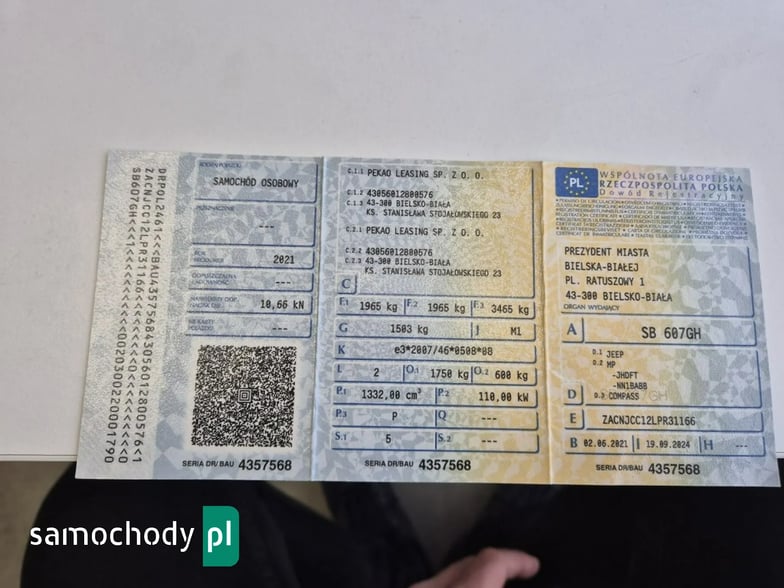 RODZAJ POJAZDU
SAMOCHÓD OSOBOWY
PRZEZNACZENIE
---
ROK PRODUKCJI
2021
DOPUSZCZALNA ŁADOWNOŚĆ
---
10,66 kN
NR KARTY POJAZDU
---
SERIA DR/BAU 4357568
C.1.1 PEKAO LEASING SP. Z O. O.
C.1.2 43056012800576
C.1.3 43-300 BIELSKO-BIAŁA
KS. STANISŁAWA STOJAŁOWSKIEGO 23
C.2.1 PEKAO LEASING SP. Z O. O.
C.2.2 43056012800576
C.2.3 43-300 BIELSKO-BIAŁA
KS. STANISŁAWA STOJAŁOWSKIEGO 23
C
F.1 1965 kg F.2 1965 kg F.3 3465 kg
G 1503 kg J M1
K e3*2007/46*0508*08
L 2 O.1 1750 kg O.2 600 kg
P.1 1332,00 cm³ P.2 110,00 kW
P.3 P Q ---
S.1 5 S.2 ---
SERIA DR/BAU 4357568
PL
WSPÓLNOTA EUROPEJSKA
RZECZPOSPOLITA POLSKA
Dowód Rejestracyjny
PREZYDENT MIASTA
BIELSKA-BIAŁEJ
PL. RATUSZOWY 1
43-300 BIELSKO-BIAŁA
ORGAN WYDAJĄCY
A SB 607GH
D.1 JEEP
D.2 MP
-JHDFT
-NN1BABB
D D.3 COMPASS
E ZACNJCC12LPR31166
B 02.06.2021 I 19.09.2024 H ---
SERIA DR/BAU 4357568
samochody pl